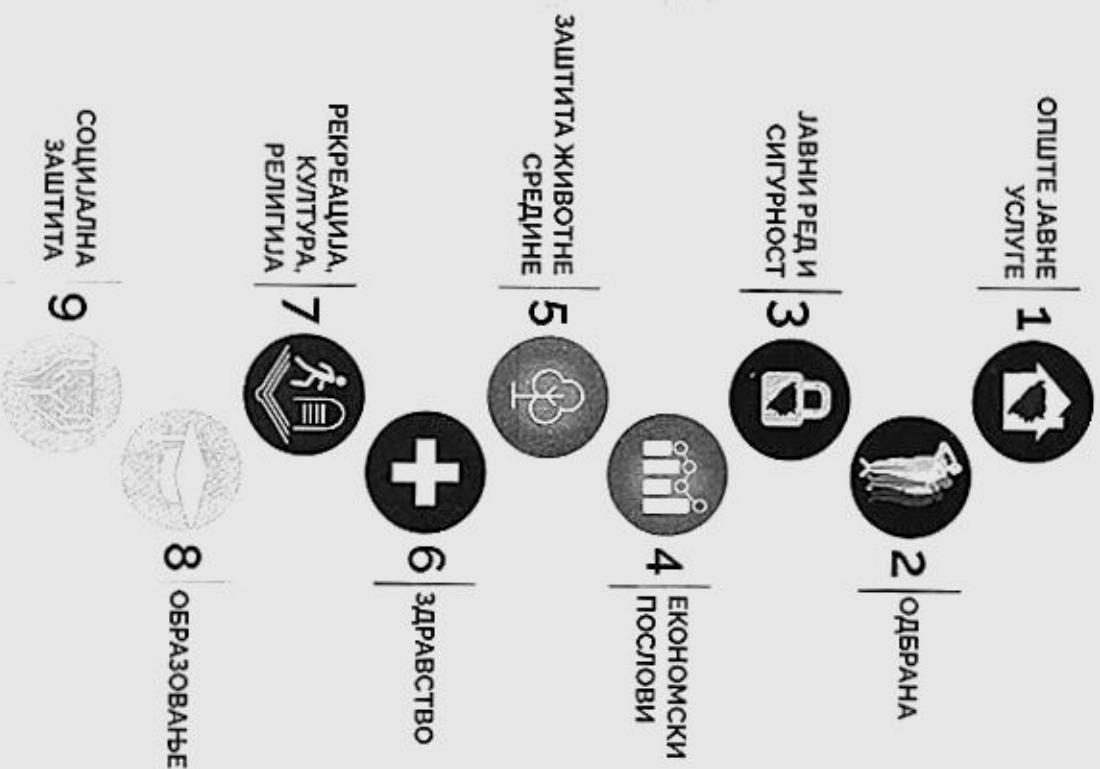 ОПШТЕ ЈАВНЕ
УСЛУГЕ
1
2
ОДБРАНА
ЈАВНИ РЕД И
СИГУРНОСТ
3
4
ЕКОНОМСКИ
ПОСЛОВИ
ЗАШТИТА ЖИВОТНЕ
СРЕДИНЕ
5
6
ЗДРАВСТВО
РЕКРЕАЦИЈА,
КУЛТУРА,
РЕЛИГИЈА
7
8
ОБРАЗОВАЊЕ
СОЦИЈАЛНА
ЗАШТИТА
9